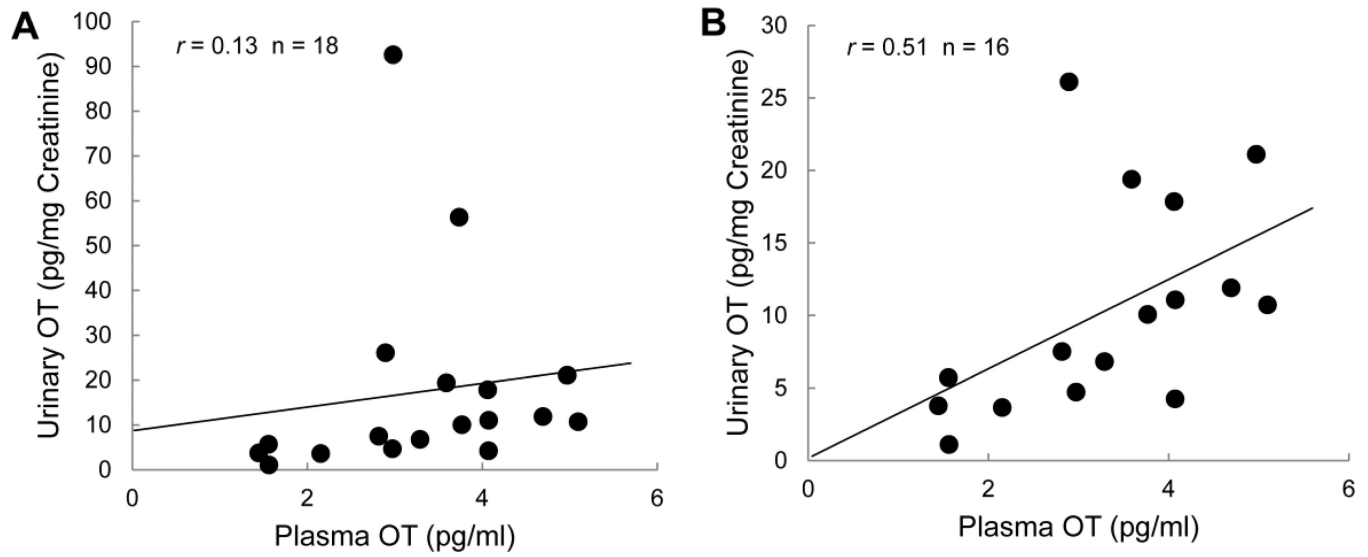 A
r = 0.13 n = 18
Urinary OT (pg/mg Creatinine)
100
90
80
70
60
50
40
30
20
10
0
0 2 4 6
Plasma OT (pg/ml)
B
r = 0.51 n = 16
Urinary OT (pg/mg Creatinine)
30
25
20
15
10
5
0
0 2 4 6
Plasma OT (pg/ml)